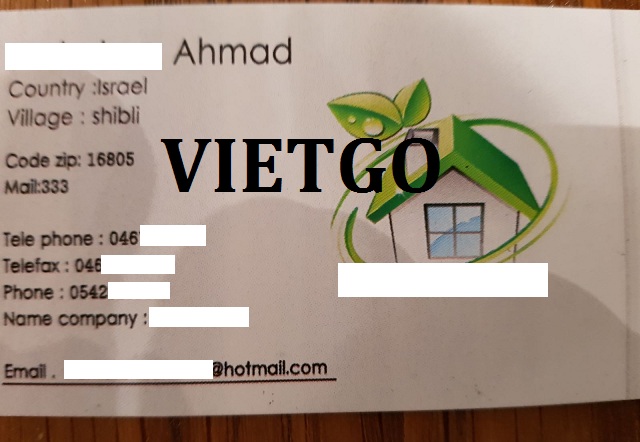 Ahmad
Country :Israel
Village : shibli
Code zip: 16805
Mail:333
VIETGO
Tele phone : 046
Telefax : 046
Phone : 0542
Name company :
Email . @hotmail.com